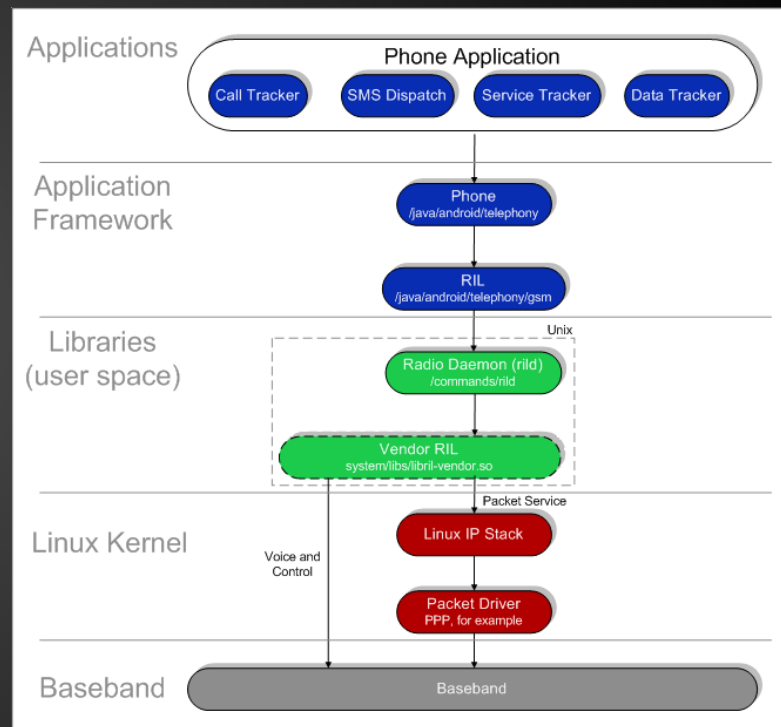 Applications
Phone Application
Call Tracker
SMS Dispatch
Service Tracker
Data Tracker
Application
Framework
Phone
/java/android/telephony
RIL
/java/android/telephony/gsm
Libraries
(user space)
Unix
Radio Daemon (rild)
/commands/rild
Vendor RIL
system/libs/libril-vendor.so
Packet Service
Linux Kernel
Linux IP Stack
Voice and
Control
Packet Driver
PPP, for example
Baseband
Baseband